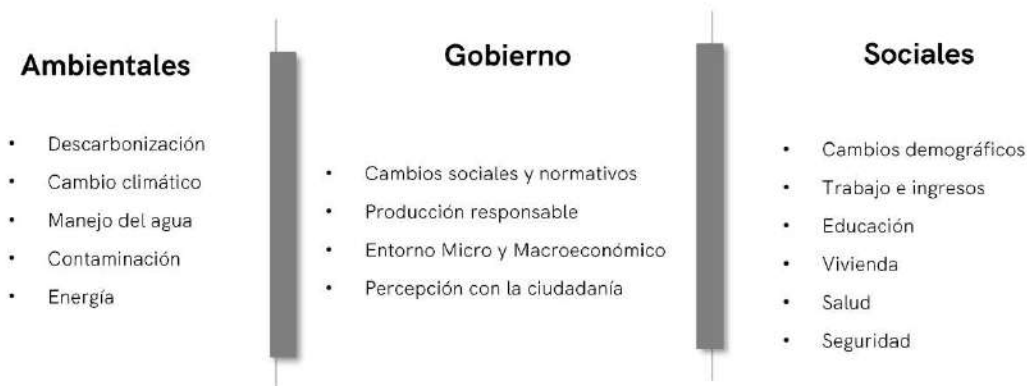 Ambientales
• Descarbonización
• Cambio climático
• Manejo del agua
• Contaminación
• Energía
Gobierno
• Cambios sociales y normativos
• Producción responsable
• Entorno Micro y Macroeconómico
• Percepción con la ciudadanía
Sociales
• Cambios demográficos
• Trabajo e ingresos
• Educación
• Vivienda
• Salud
• Seguridad